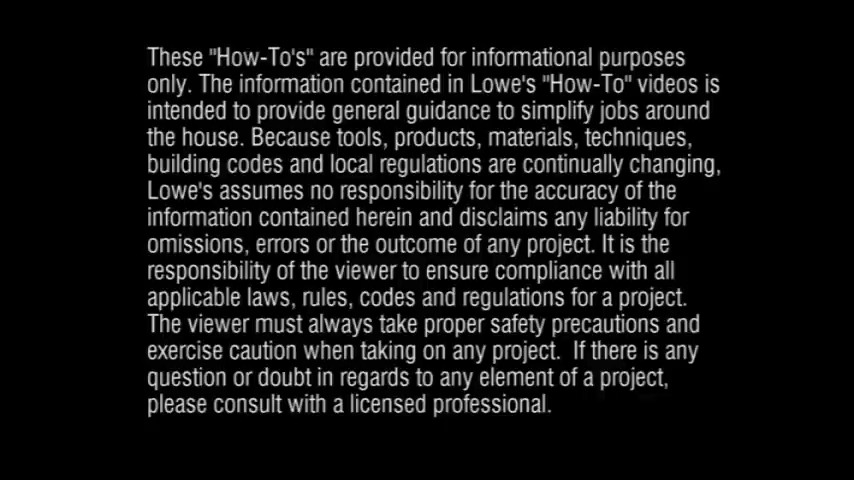 These "How-To's" are provided for informational purposes
only. The information contained in Lowe's "How-To" videos is
intended to provide general guidance to simplify jobs around
the house. Because tools, products, materials, techniques,
building codes and local regulations are continually changing,
Lowe's assumes no responsibility for the accuracy of the
information contained herein and disclaims any liability for
omissions, errors or the outcome of any project. It is the
responsibility of the viewer to ensure compliance with all
applicable laws, rules, codes and regulations for a project.
The viewer must always take proper safety precautions and
exercise caution when taking on any project.  If there is any
question or doubt in regards to any element of a project,
please consult with a licensed professional.